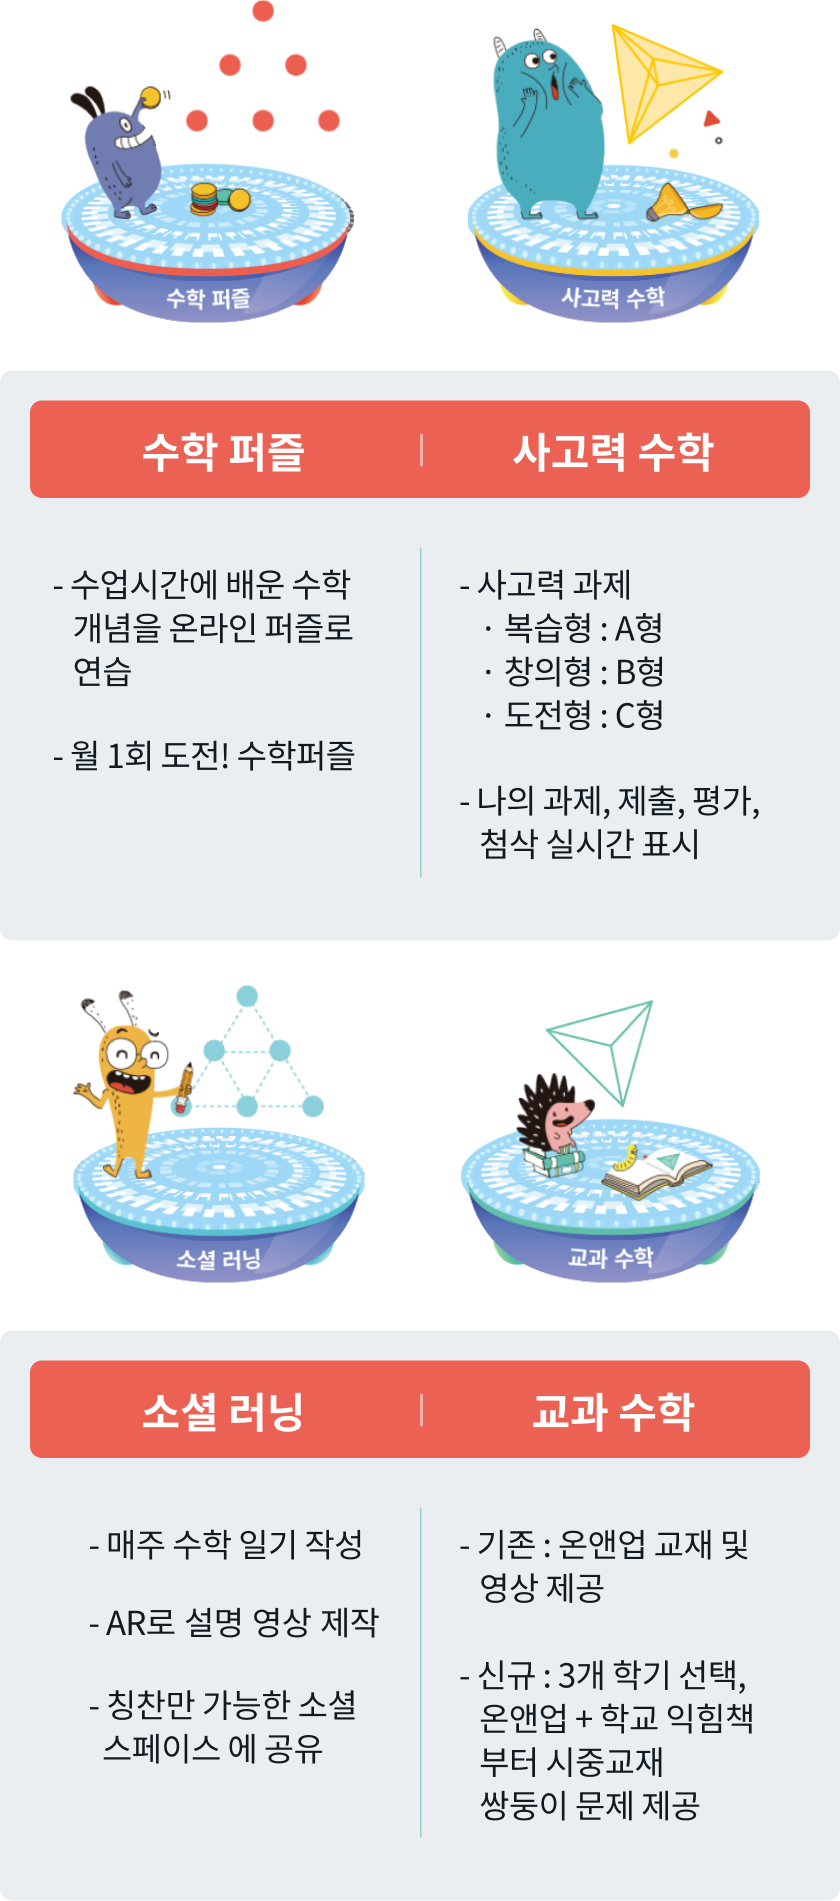 수학 퍼즐
사고력 수학
수학 퍼즐
사고력 수학
- 수업시간에 배운 수학
개념을 온라인 퍼즐로
연습
- 월 1회 도전! 수학퍼즐
- 사고력 과제
· 복습형 : A형
· 창의형 : B형
· 도전형 : C형
- 나의 과제, 제출, 평가,
첨삭 실시간 표시
소셜 러닝
교과 수학
소셜 러닝
교과 수학
- 매주 수학 일기 작성
- AR로 설명 영상 제작
- 칭찬만 가능한 소셜
스페이스 에 공유
- 기존 : 온앤업 교재 및
영상 제공
- 신규 : 3개 학기 선택,
온앤업 + 학교 익힘책
부터 시중교재
쌍둥이 문제 제공